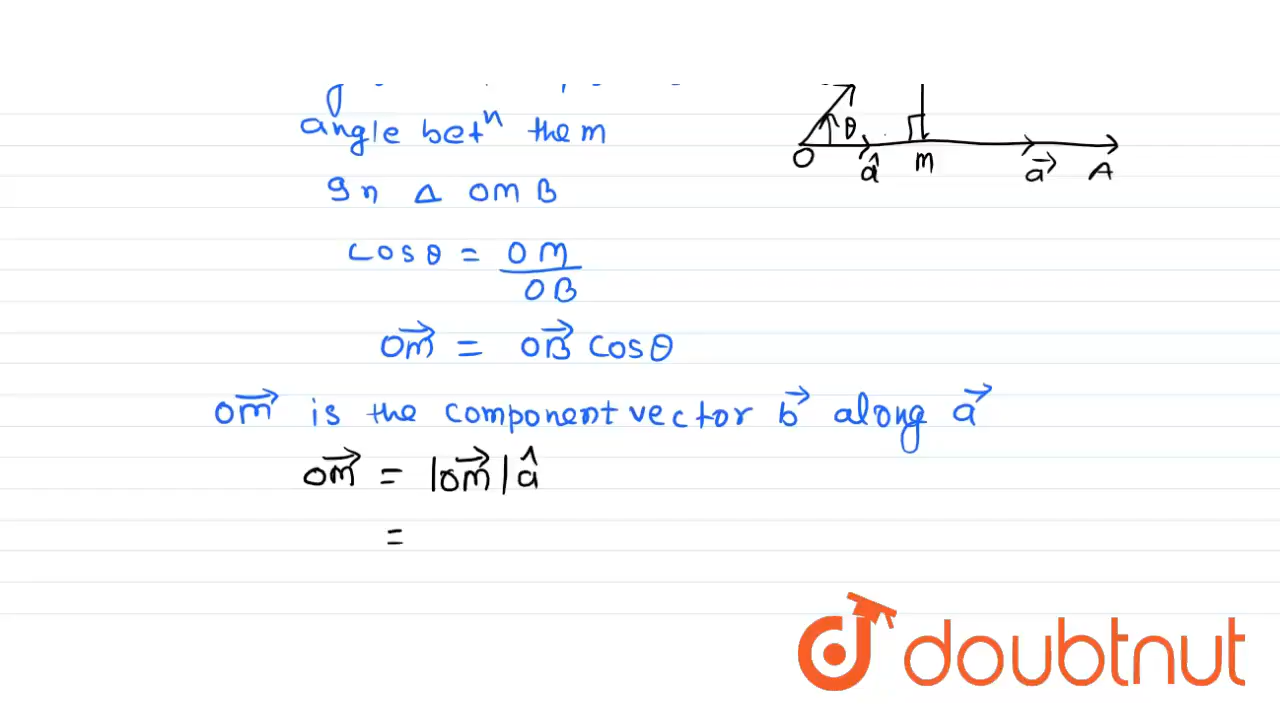 angle betⁿ them
In Δ OMB
cosθ = OM / OB
OM⃗ = OB⃗ cosθ
OM⃗ is the component vector b⃗ along a⃗
OM⃗ = |OM⃗| â
=
θ
O
â
m
a⃗
A
doubtnut